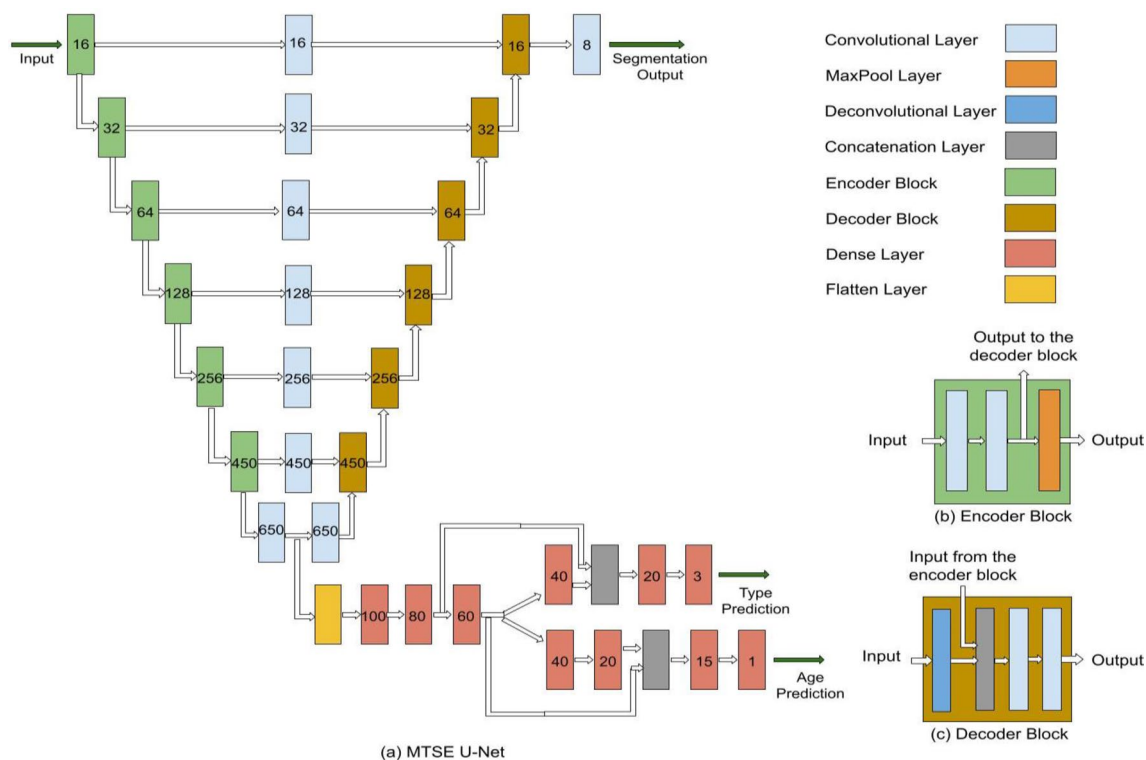 16
16
16
8
Input
Segmentation
Output
32
32
32
64
64
64
128
128
128
256
256
256
450
450
450
650
650
100
80
60
40
20
3
Type
Prediction
40
20
15
1
Age
Prediction
(a) MTSE U-Net
Convolutional Layer
MaxPool Layer
Deconvolutional Layer
Concatenation Layer
Encoder Block
Decoder Block
Dense Layer
Flatten Layer
Output to the
decoder block
Input
Output
(b) Encoder Block
Input from the
encoder block
Input
Output
(c) Decoder Block